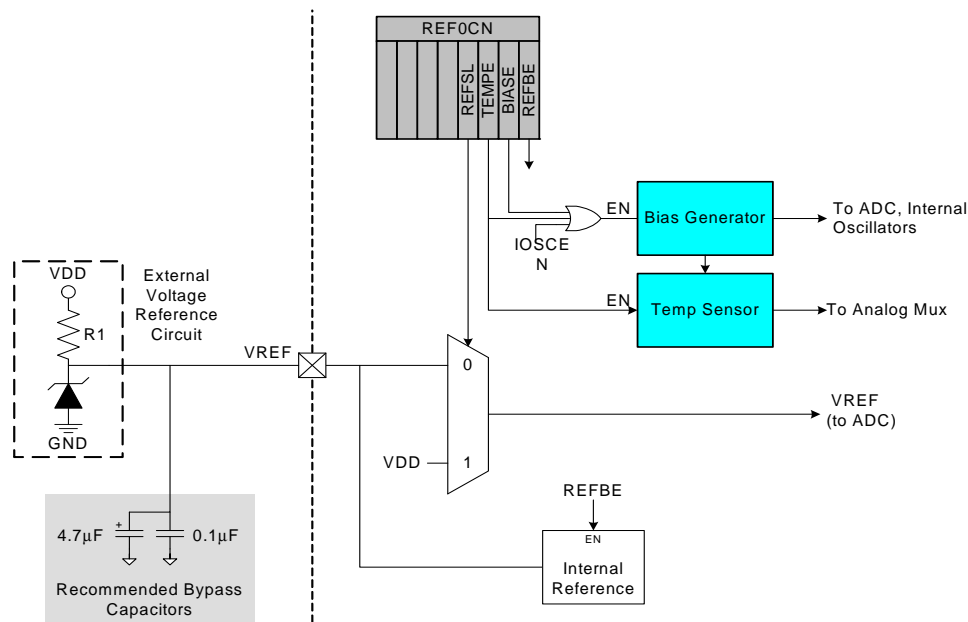 REF0CN
REFSL
TEMPE
BIASE
REFBE
EN
Bias Generator
To ADC, Internal
Oscillators
IOSCE
N
EN
Temp Sensor
To Analog Mux
VDD
External
Voltage
Reference
Circuit
R1
GND
VREF
0
VREF
(to ADC)
VDD
1
REFBE
EN
Internal
Reference
4.7μF
+
0.1μF
Recommended Bypass
Capacitors